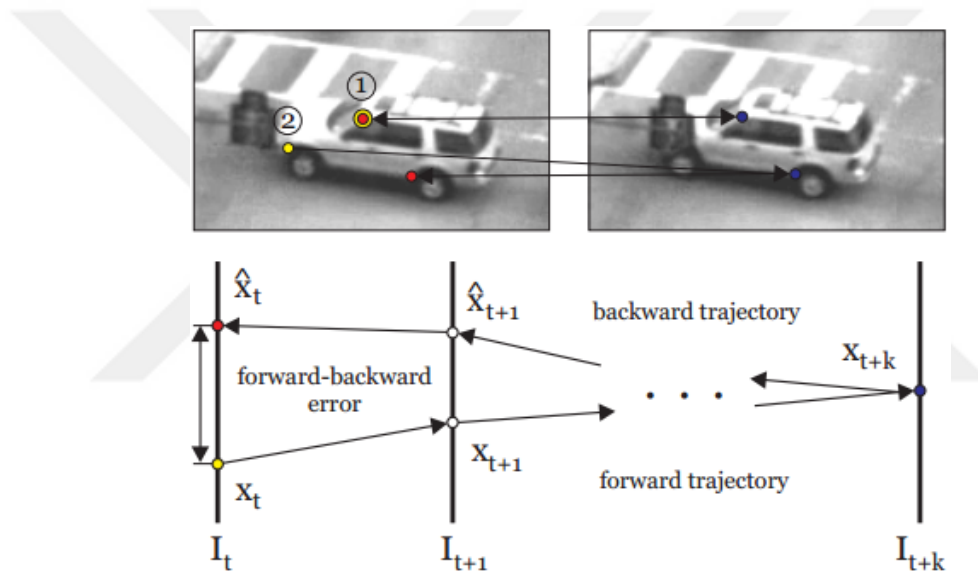 ①
②
x̂ₜ
x̂ₜ₊₁
backward trajectory
xₜ₊ₖ
forward-backward
error
. . .
xₜ₊₁
xₜ
forward trajectory
Iₜ
Iₜ₊₁
Iₜ₊ₖ